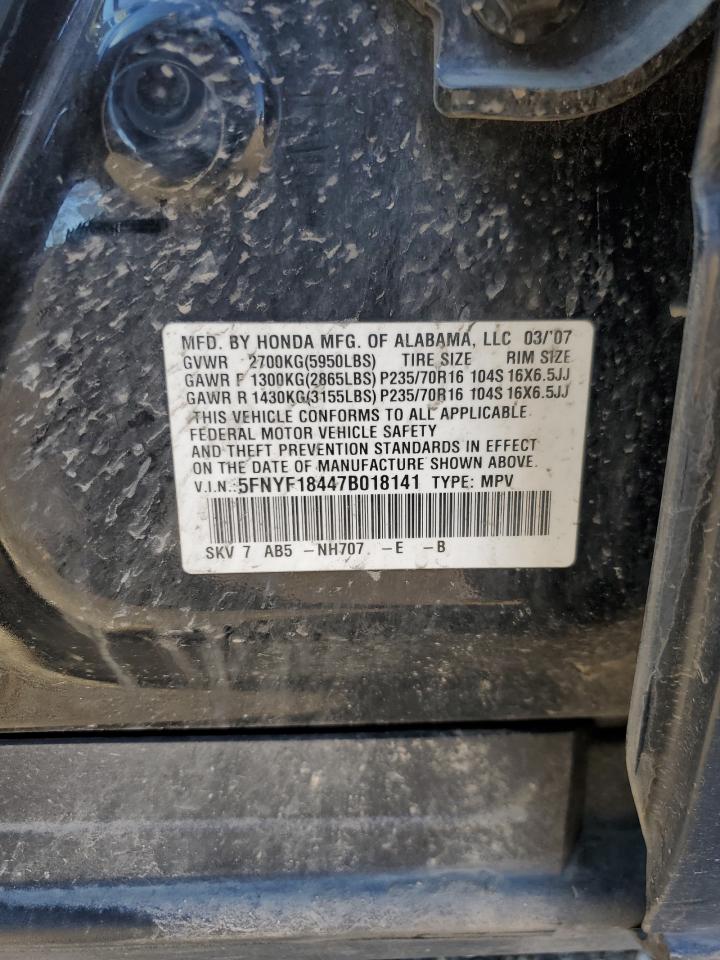 MFD. BY HONDA MFG. OF ALABAMA, LLC 03/'07
GVWR 2700KG(5950LBS) TIRE SIZE RIM SIZE
GAWR F 1300KG(2865LBS) P235/70R16 104S 16X6.5JJ
GAWR R 1430KG(3155LBS) P235/70R16 104S 16X6.5JJ
THIS VEHICLE CONFORMS TO ALL APPLICABLE
FEDERAL MOTOR VEHICLE SAFETY
AND THEFT PREVENTION STANDARDS IN EFFECT
ON THE DATE OF MANUFACTURE SHOWN ABOVE.
V.I.N.: 5FNYF18447B018141 TYPE: MPV
SKV 7 AB5 -NH707 -E -B